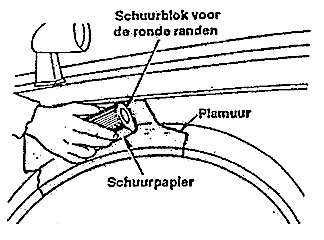 Schuurblok voor
de ronde randen
Plamuur
Schuurpapier